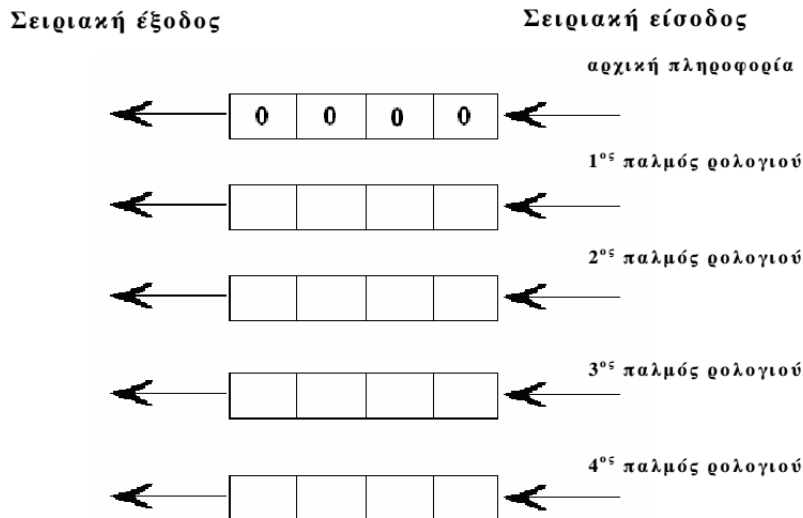 Σειριακή έξοδος
Σειριακή είσοδος
αρχική πληροφορία
0 0 0 0
1ος παλμός ρολογιού
2ος παλμός ρολογιού
3ος παλμός ρολογιού
4ος παλμός ρολογιού